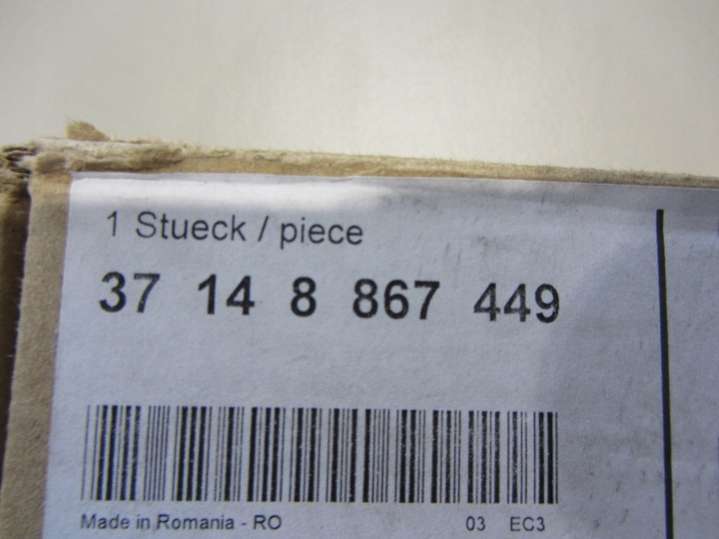 1 Stueck / piece
37 14 8 867 449
Made in Romania - RO 03 EC3